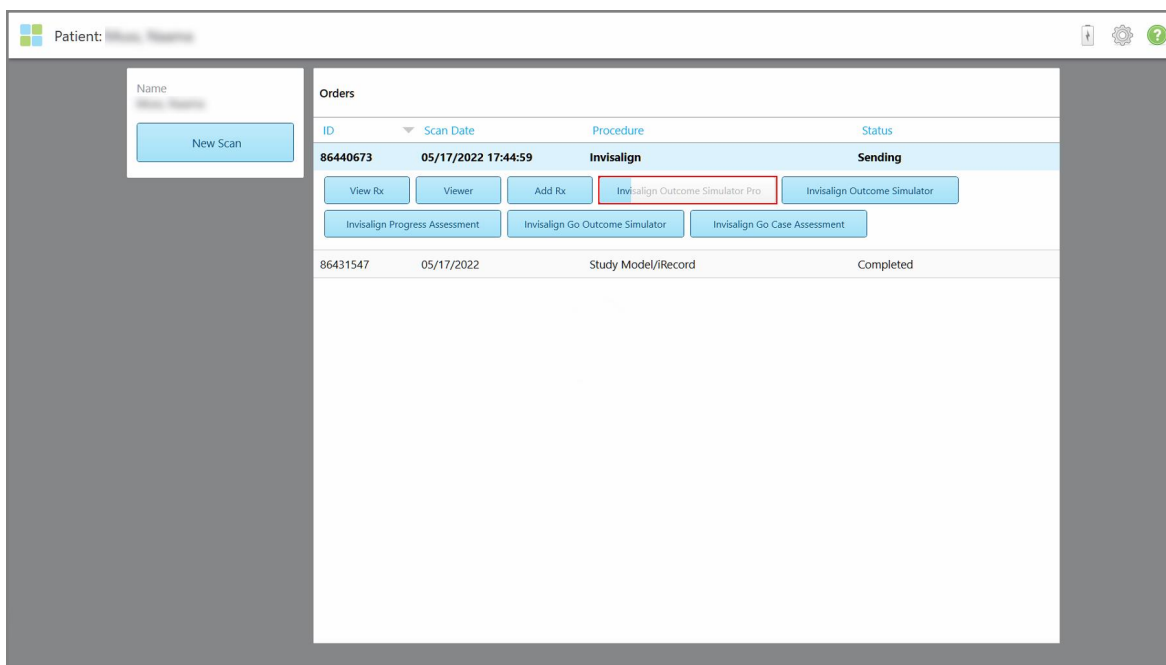 Patient:
Name
New Scan
Orders
ID Scan Date Procedure Status
86440673 05/17/2022 17:44:59 Invisalign Sending
View Rx Viewer Add Rx Invisalign Outcome Simulator Pro Invisalign Outcome Simulator
Invisalign Progress Assessment Invisalign Go Outcome Simulator Invisalign Go Case Assessment
86431547 05/17/2022 Study Model/iRecord Completed